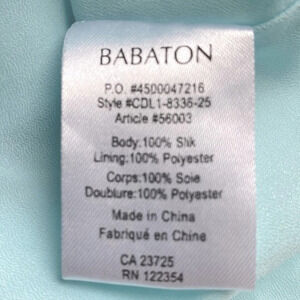 BABATON
P.O. #4500047216
Style #CDL1-8336-25
Article #56003
Body:100% Silk
Lining:100% Polyester
Corps:100% Soie
Doublure:100% Polyester
Made in China
Fabriqué en Chine
CA 23725
RN 122354